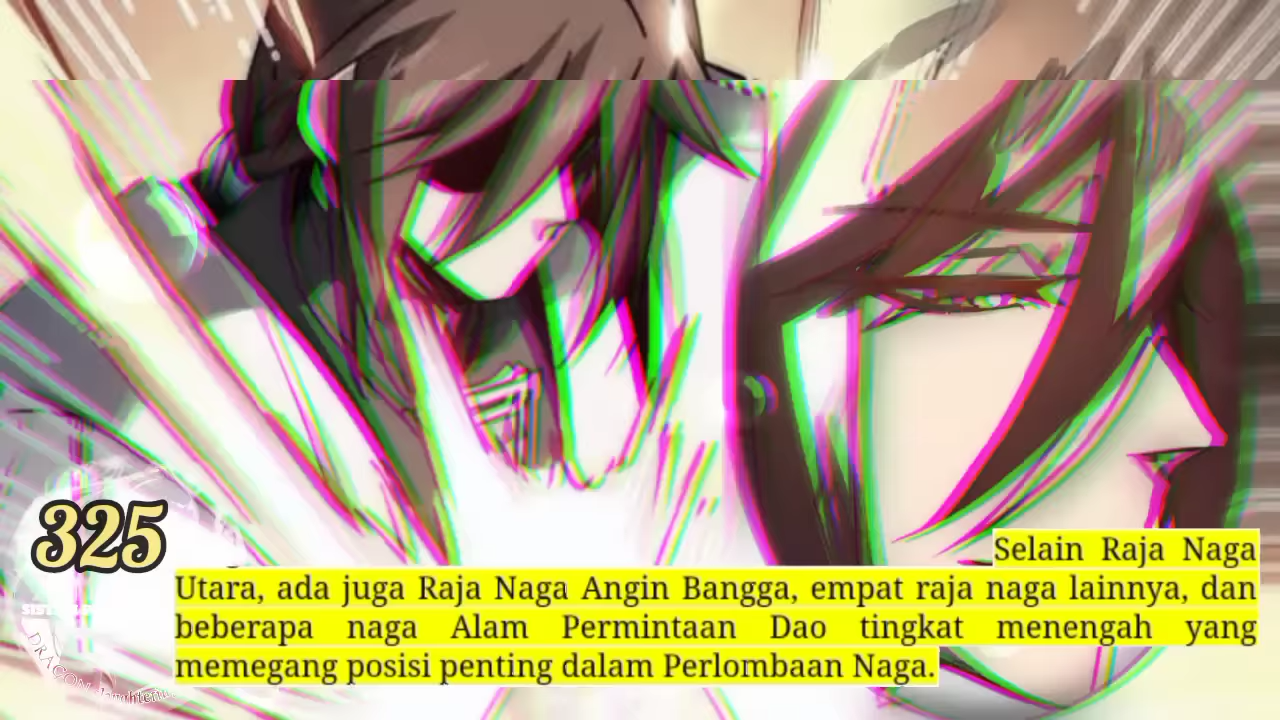 325
Selain Raja Naga
Utara, ada juga Raja Naga Angin Bangga, empat raja naga lainnya, dan
beberapa naga Alam Permintaan Dao tingkat menengah yang
memegang posisi penting dalam Perlombaan Naga.
DRAGON